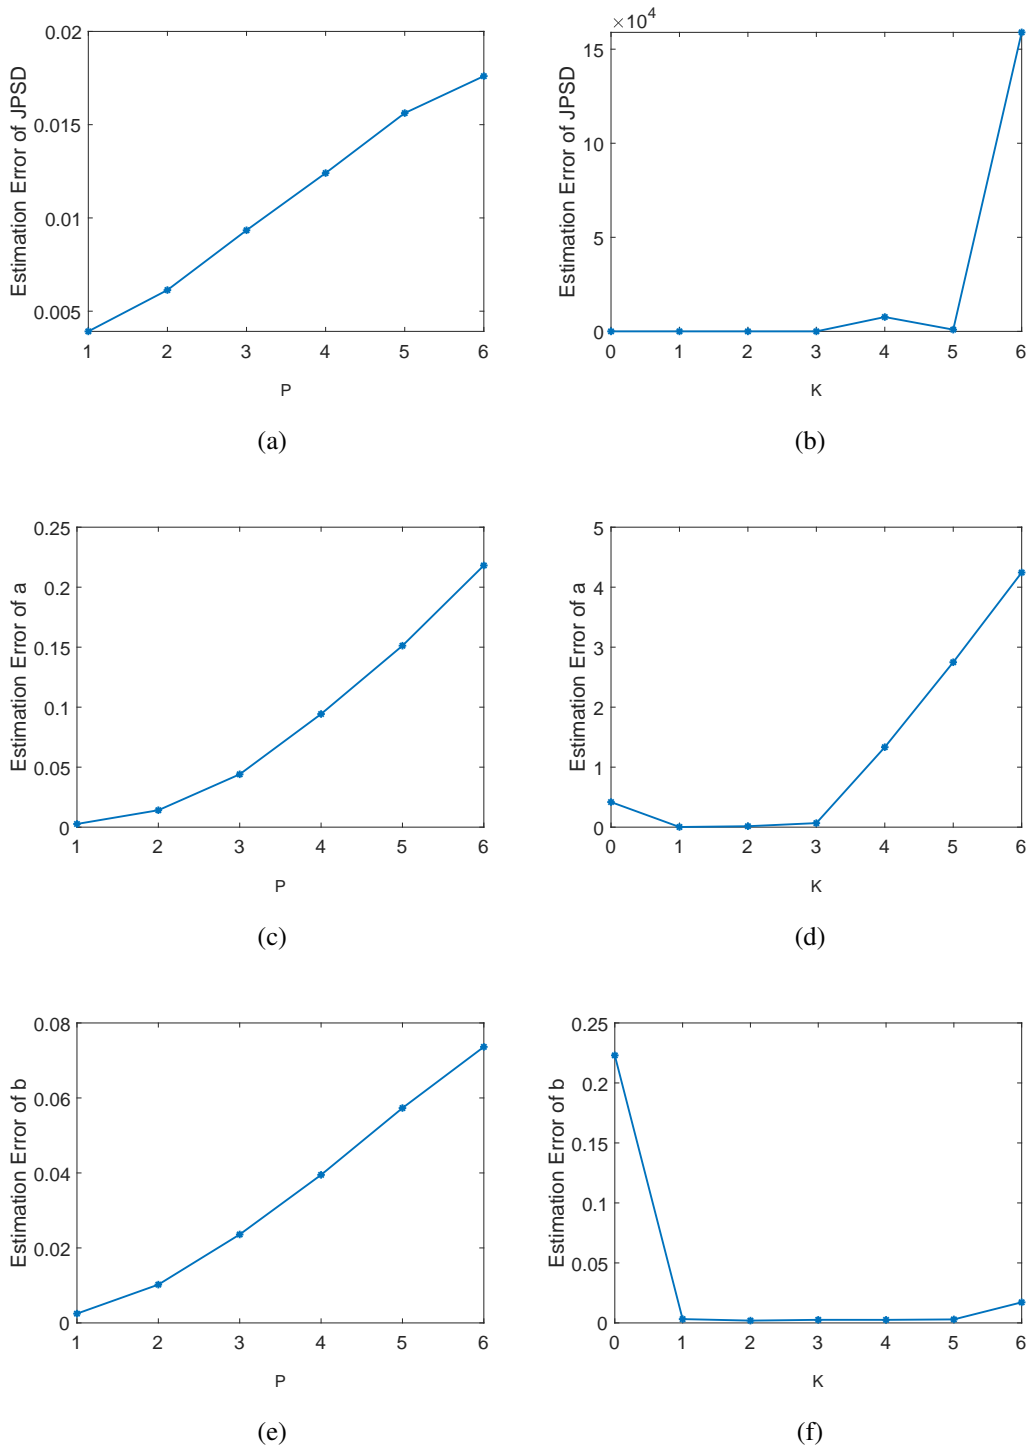 0.02
0.015
0.01
0.005
Estimation Error of JPSD
1 2 3 4 5 6
P
(a)
×10⁴
15
10
5
0
Estimation Error of JPSD
0 1 2 3 4 5 6
K
(b)
0.25
0.2
0.15
0.1
0.05
0
Estimation Error of a
1 2 3 4 5 6
P
(c)
5
4
3
2
1
0
Estimation Error of a
0 1 2 3 4 5 6
K
(d)
0.08
0.06
0.04
0.02
0
Estimation Error of b
1 2 3 4 5 6
P
(e)
0.25
0.2
0.15
0.1
0.05
0
Estimation Error of b
0 1 2 3 4 5 6
K
(f)